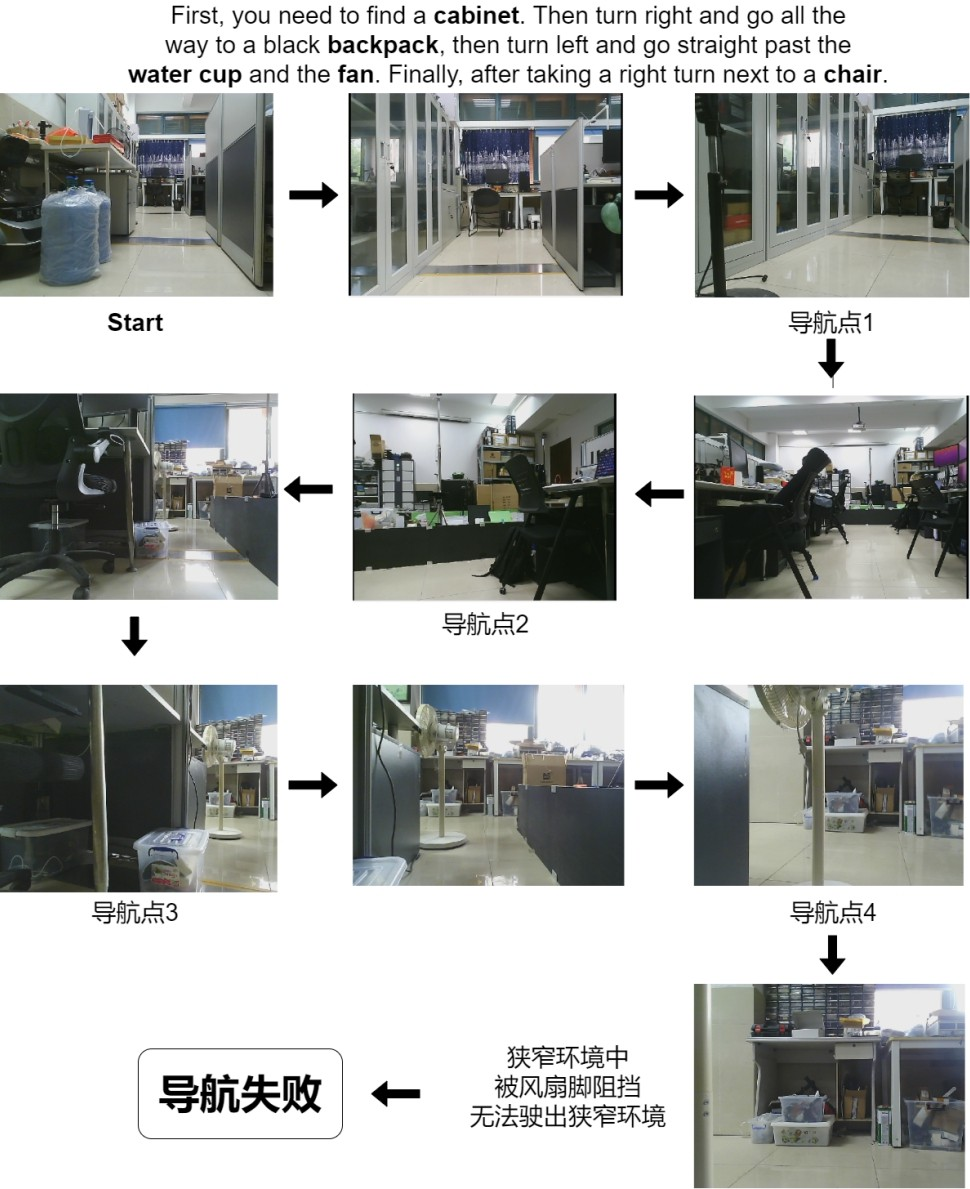 First, you need to find a cabinet. Then turn right and go all the
way to a black backpack, then turn left and go straight past the
water cup and the fan. Finally, after taking a right turn next to a chair.
Start
导航点1
导航点2
导航点3
导航点4
狭窄环境中
被风扇脚阻挡
无法驶出狭窄环境
导航失败